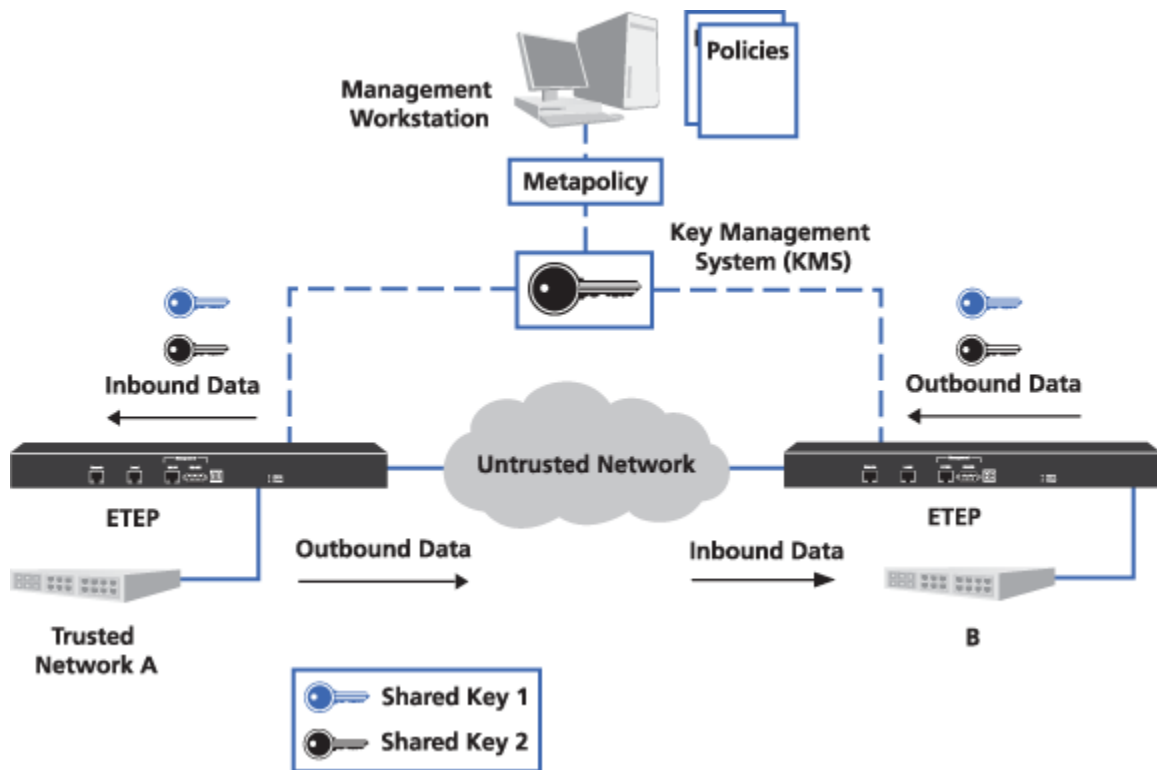 Policies
Management
Workstation
Metapolicy
Key Management
System (KMS)
Inbound Data
Outbound Data
Untrusted Network
ETEP
ETEP
Outbound Data
Inbound Data
Trusted
Network A
B
Shared Key 1
Shared Key 2